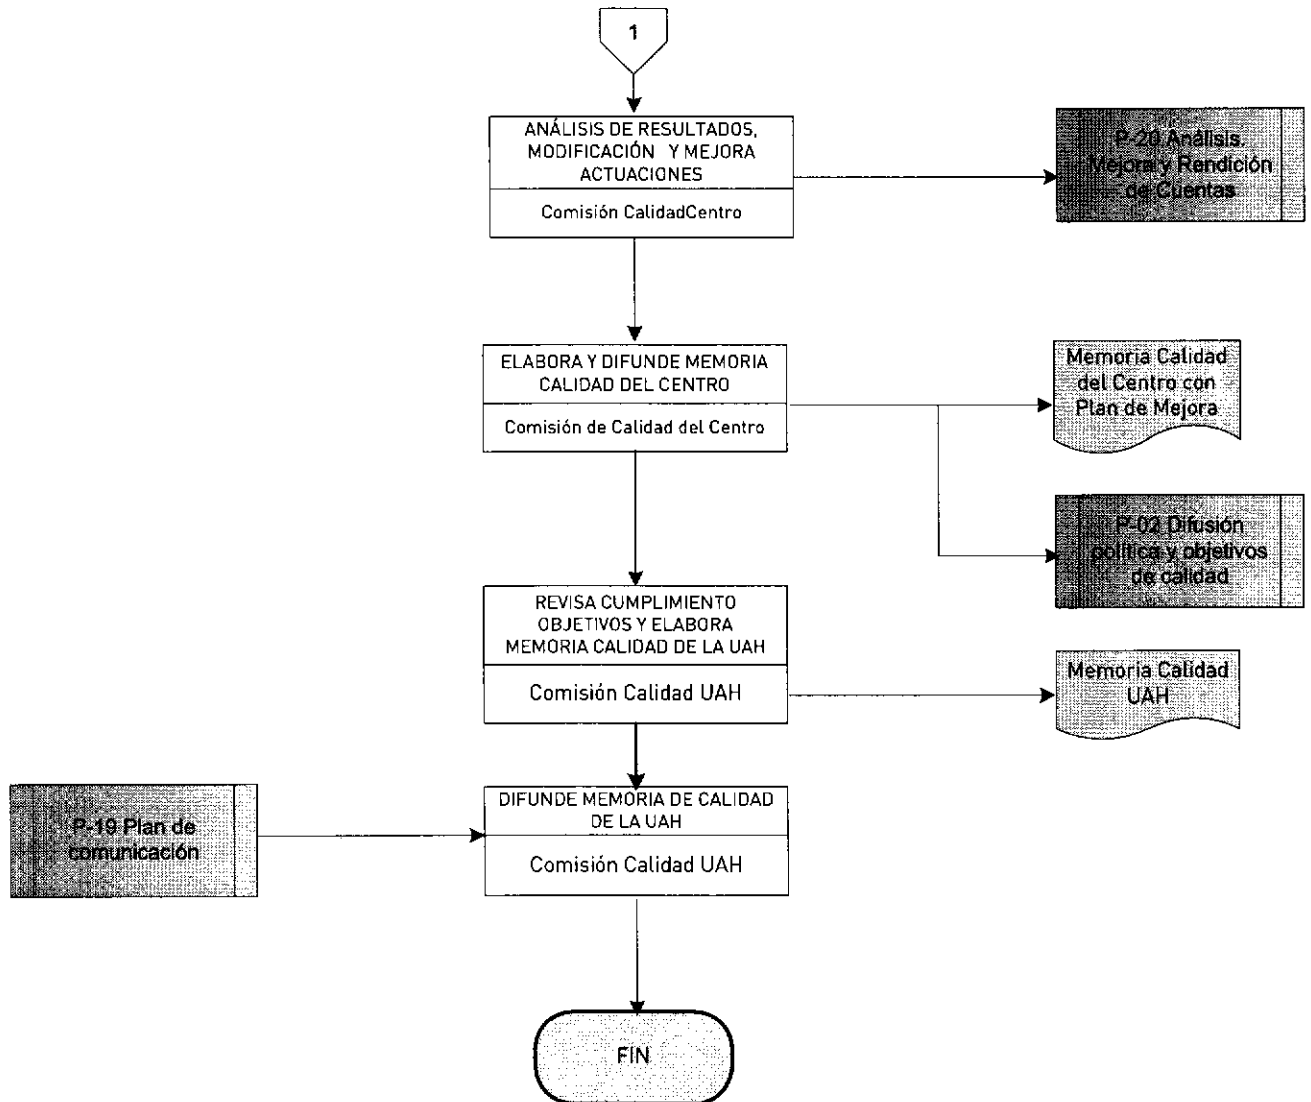 1
ANÁLISIS DE RESULTADOS,
MODIFICACIÓN Y MEJORA
ACTUACIONES
Comisión CalidadCentro
P-20 Análisis.
Mejora y Rendición
de Cuentas
ELABORA Y DIFUNDE MEMORIA
CALIDAD DEL CENTRO
Comisión de Calidad del Centro
Memoria Calidad
del Centro con
Plan de Mejora
P-02 Difusión
política y objetivos
de calidad
REVISA CUMPLIMIENTO
OBJETIVOS Y ELABORA
MEMORIA CALIDAD DE LA UAH
Comisión Calidad UAH
Memoria Calidad
UAH
P-19 Plan de
comunicación
DIFUNDE MEMORIA DE CALIDAD
DE LA UAH
Comisión Calidad UAH
FIN